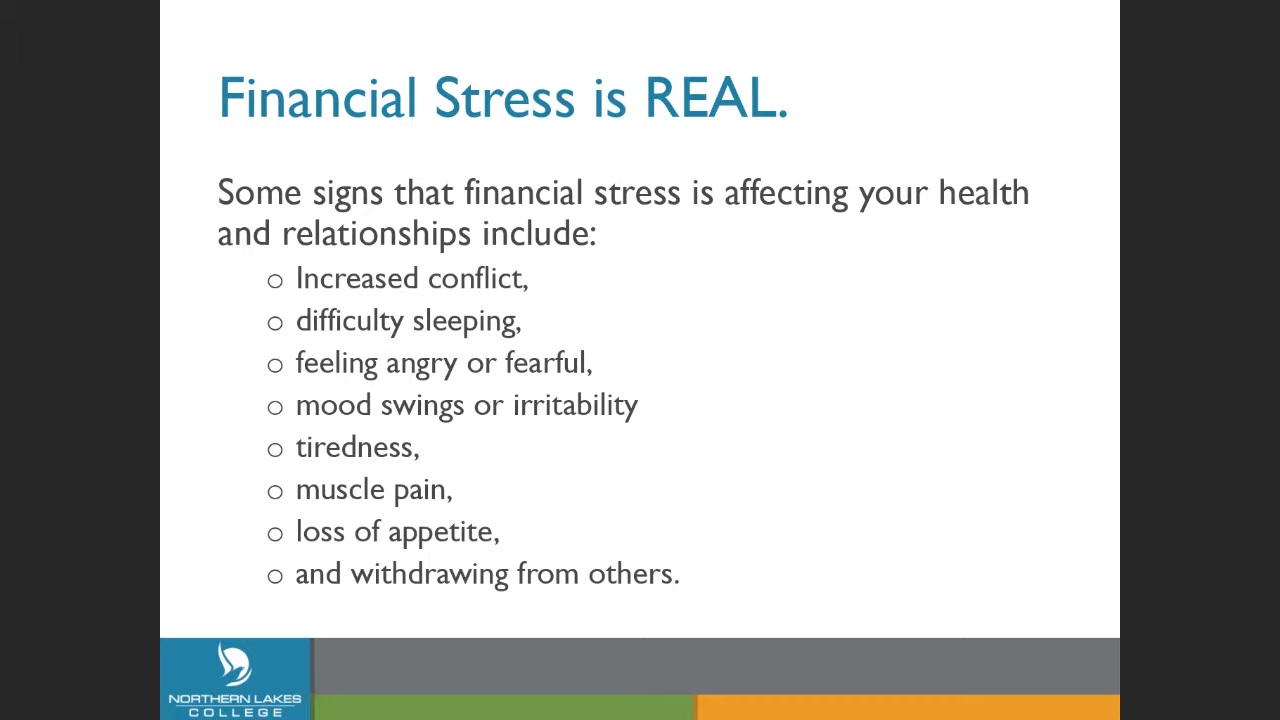 Financial Stress is REAL.
Some signs that financial stress is affecting your health
and relationships include:
o Increased conflict,
o difficulty sleeping,
o feeling angry or fearful,
o mood swings or irritability
o tiredness,
o muscle pain,
o loss of appetite,
o and withdrawing from others.
NORTHERN LAKES
COLLEGE